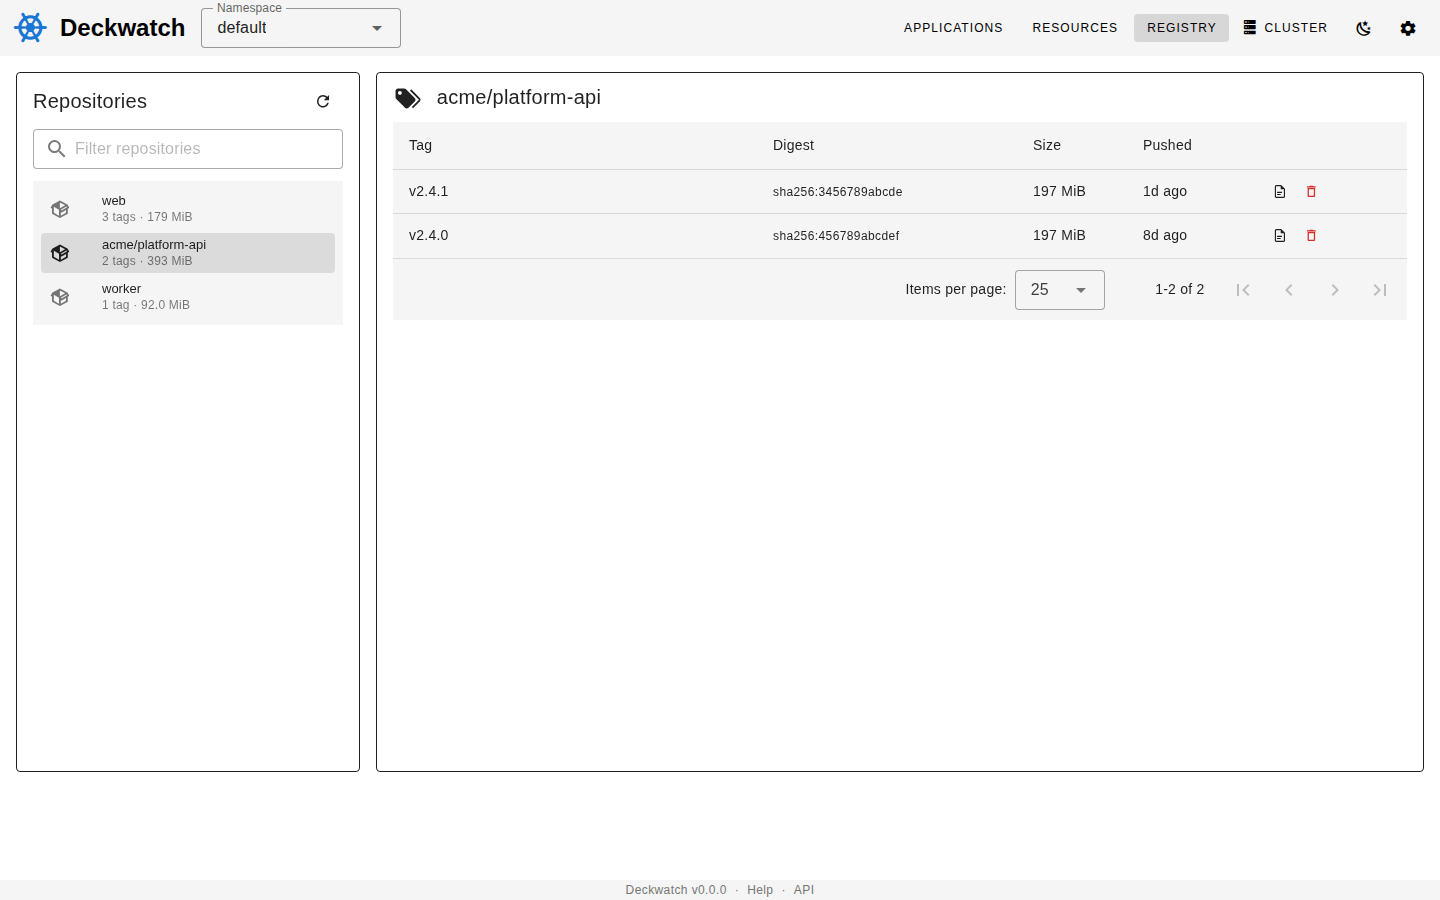 Deckwatch
Namespace
default
APPLICATIONS
RESOURCES
REGISTRY
CLUSTER
Repositories
Filter repositories
web
3 tags · 179 MiB
acme/platform-api
2 tags · 393 MiB
worker
1 tag · 92.0 MiB
acme/platform-api
Tag Digest Size Pushed
v2.4.1 sha256:3456789abcde 197 MiB 1d ago
v2.4.0 sha256:456789abcdef 197 MiB 8d ago
Items per page: 25 1-2 of 2
Deckwatch v0.0.0 · Help · API